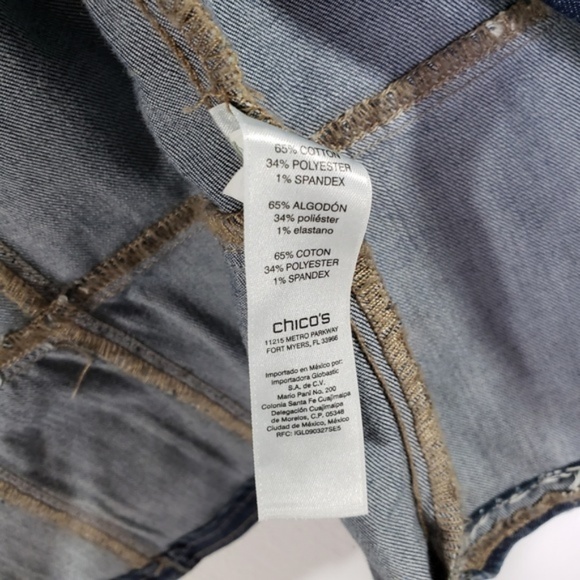 65% COTTON
34% POLYESTER
1% SPANDEX
65% ALGODÓN
34% poliéster
1% elastano
65% COTON
34% POLYESTER
1% SPANDEX
chico's
11215 METRO PARKWAY
FORT MYERS, FL 33966
Importado en México por:
Importadora Globastic
S.A. de C.V.
Mario Pani No. 200
Colonia Santa Fe Cuajimalpa
Delegación Cuajimalpa
de Morelos, C.P. 05348
Ciudad de México, México
RFC: IGL090327SE5